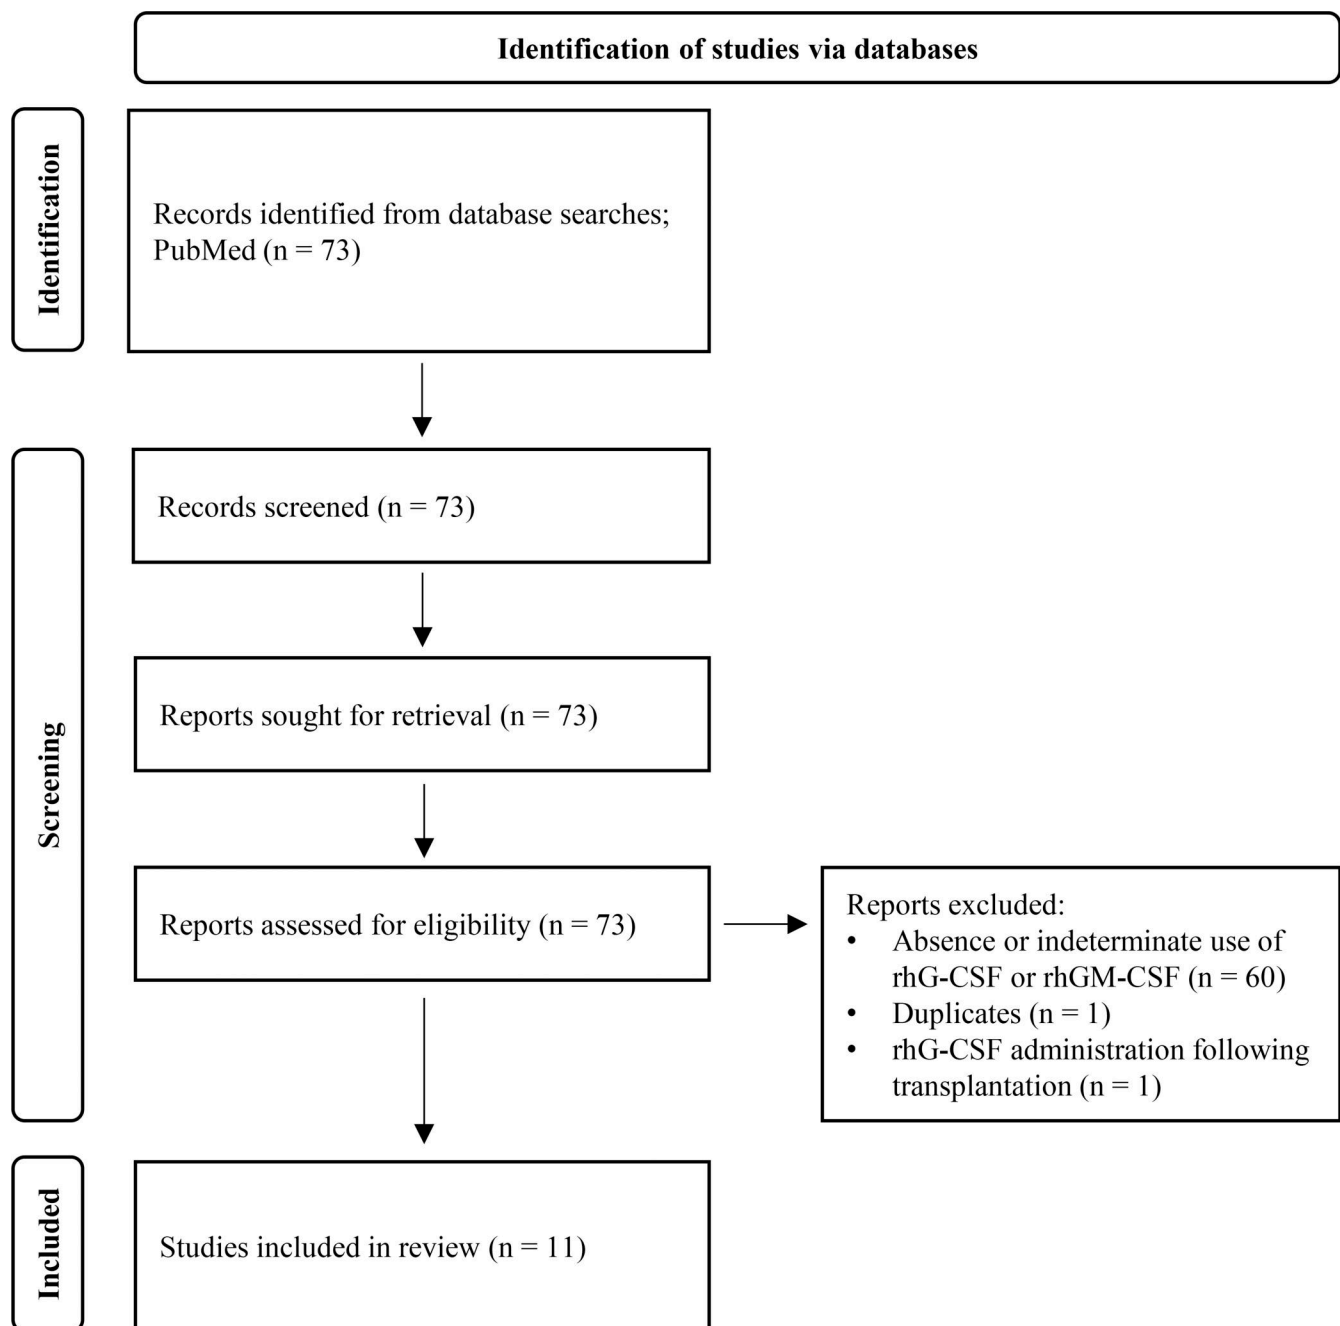 Identification of studies via databases
Identification
Records identified from database searches;
PubMed (n = 73)
Screening
Records screened (n = 73)
Reports sought for retrieval (n = 73)
Reports assessed for eligibility (n = 73)
Reports excluded:
• Absence or indeterminate use of
rhG-CSF or rhGM-CSF (n = 60)
• Duplicates (n = 1)
• rhG-CSF administration following
transplantation (n = 1)
Included
Studies included in review (n = 11)